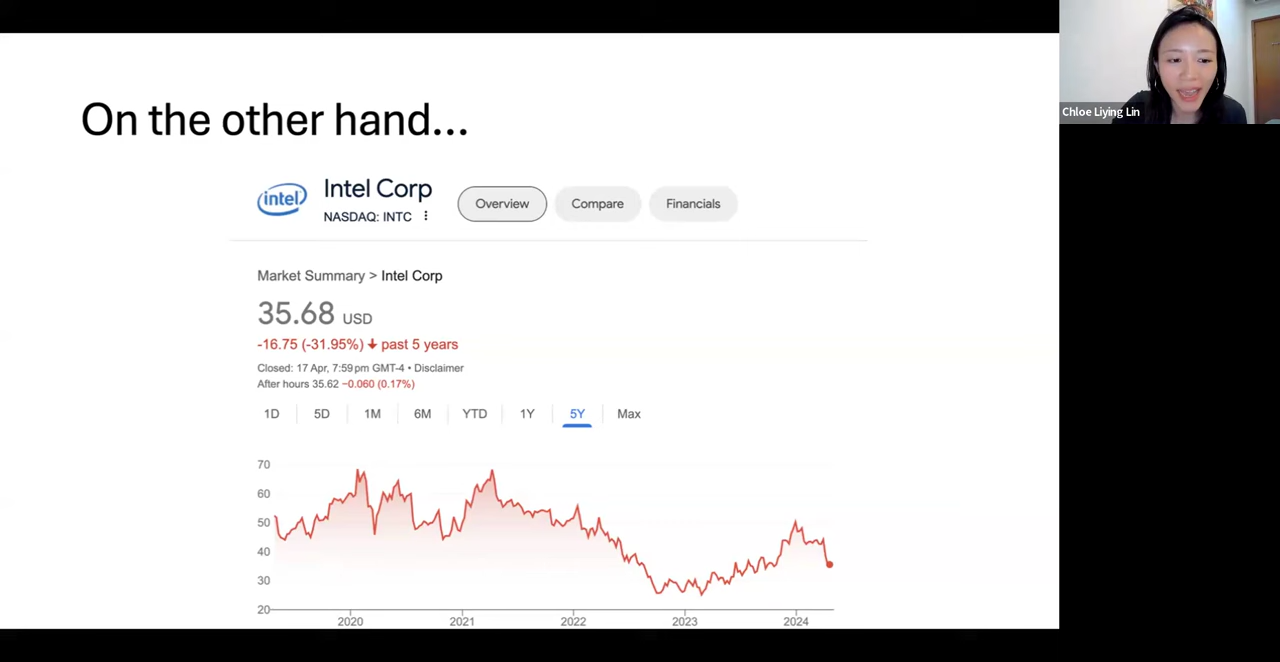 On the other hand...
intel
Intel Corp
NASDAQ: INTC
Overview Compare Financials
Market Summary > Intel Corp
35.68 USD
-16.75 (-31.95%) past 5 years
Closed: 17 Apr, 7:59 pm GMT-4 • Disclaimer
After hours 35.62 −0.060 (0.17%)
1D 5D 1M 6M YTD 1Y 5Y Max
70
60
50
40
30
20
2020 2021 2022 2023 2024
Chloe Liying Lin